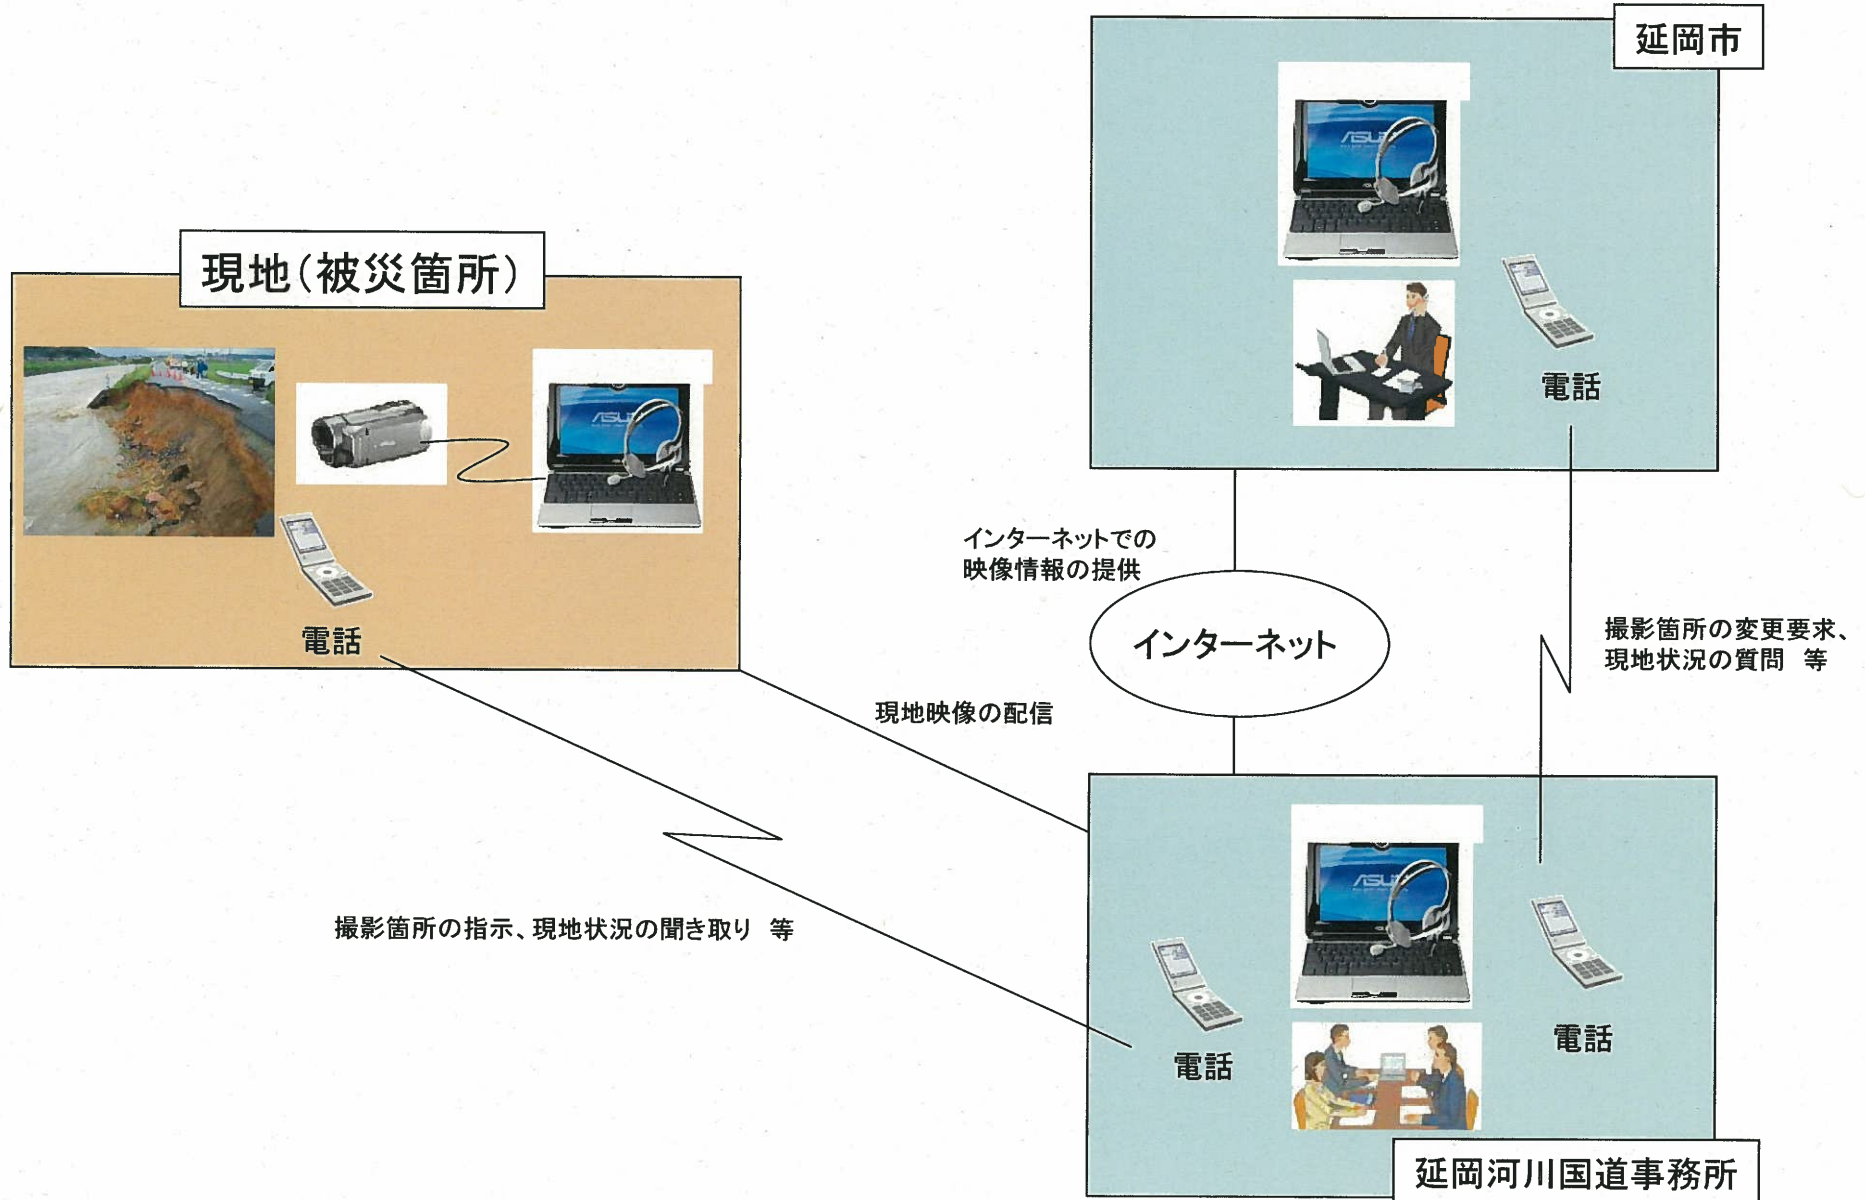 延岡市
現地(被災箇所)
ASUS
電話
ASUS
電話
インターネットでの
映像情報の提供
インターネット
撮影箇所の変更要求、
現地状況の質問 等
現地映像の配信
撮影箇所の指示、現地状況の聞き取り 等
ASUS
電話
電話
延岡河川国道事務所